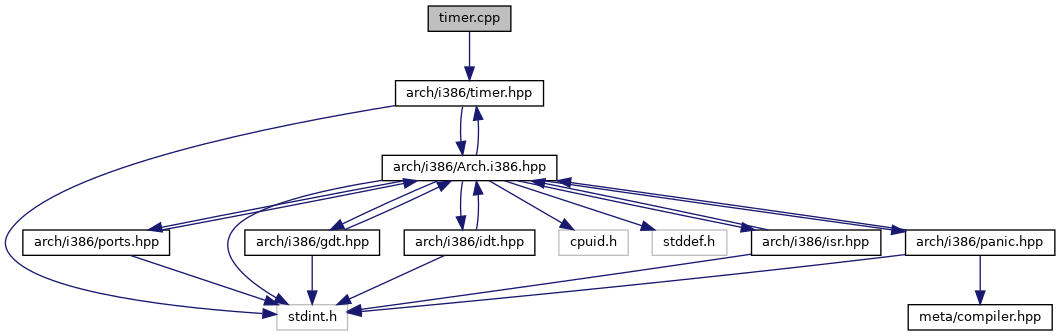 timer.cpp
arch/i386/timer.hpp
arch/i386/Arch.i386.hpp
arch/i386/ports.hpp
arch/i386/gdt.hpp
arch/i386/idt.hpp
cpuid.h
stddef.h
arch/i386/isr.hpp
arch/i386/panic.hpp
stdint.h
meta/compiler.hpp